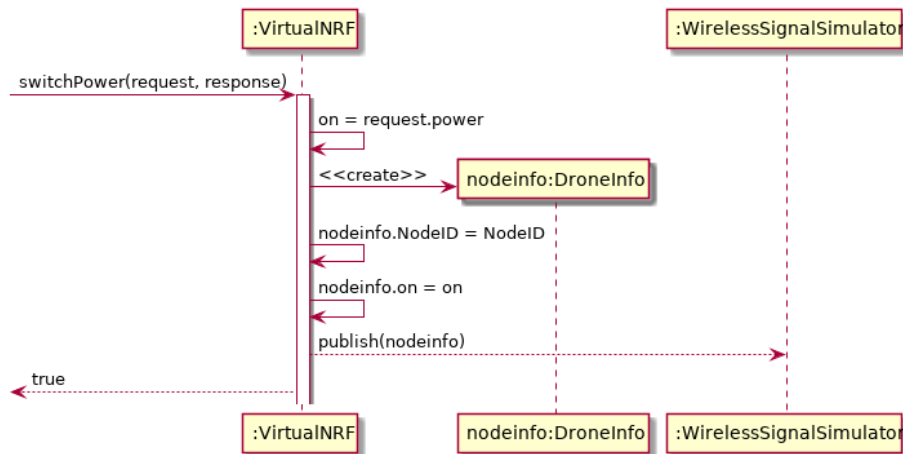 :VirtualNRF
:WirelessSignalSimulator
switchPower(request, response)
on = request.power
<<create>>
nodeinfo:DroneInfo
nodeinfo.NodeID = NodeID
nodeinfo.on = on
publish(nodeinfo)
true
:VirtualNRF
nodeinfo:DroneInfo
:WirelessSignalSimulator